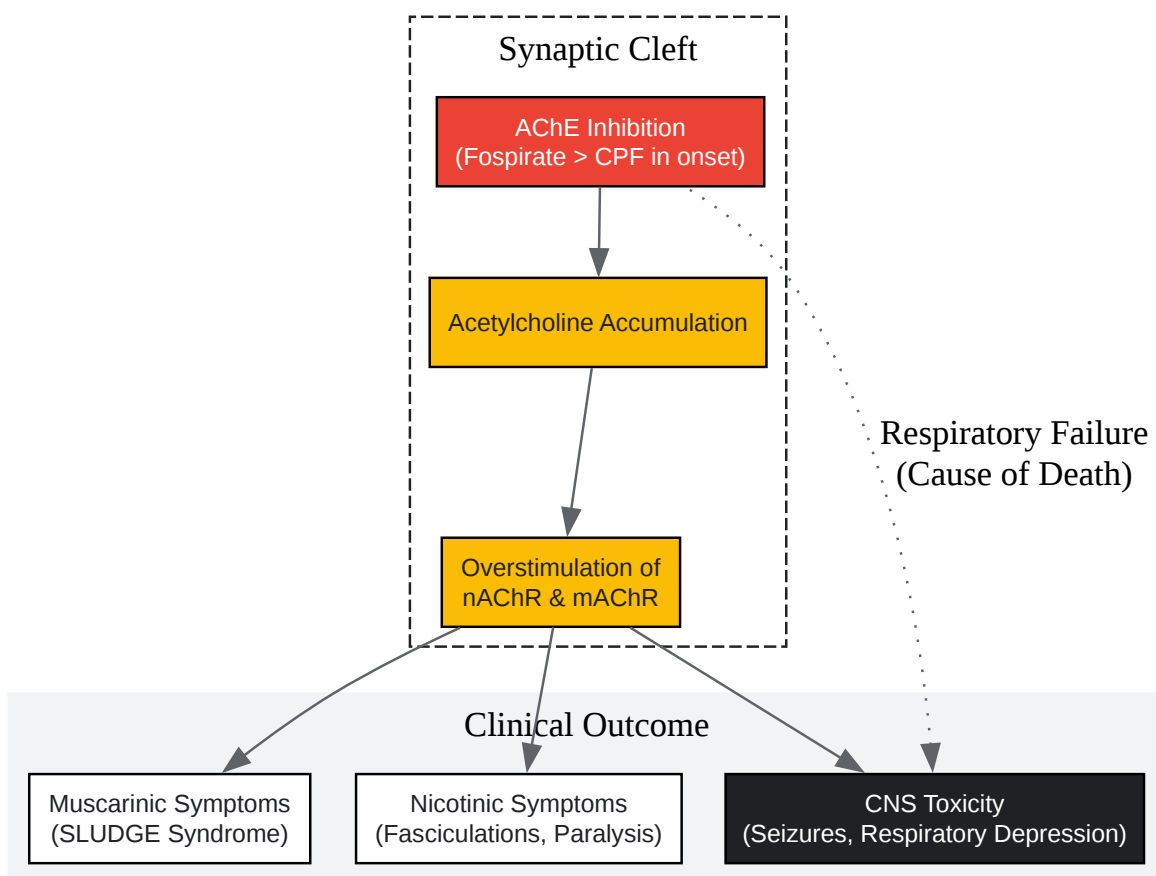 Synaptic Cleft
AChE Inhibition
(Fospirate > CPF in onset)
Acetylcholine Accumulation
Respiratory Failure
(Cause of Death)
Overstimulation of
nAChR & mAChR
Clinical Outcome
Muscarinic Symptoms
(SLUDGE Syndrome)
Nicotinic Symptoms
(Fasciculations, Paralysis)
CNS Toxicity
(Seizures, Respiratory Depression)